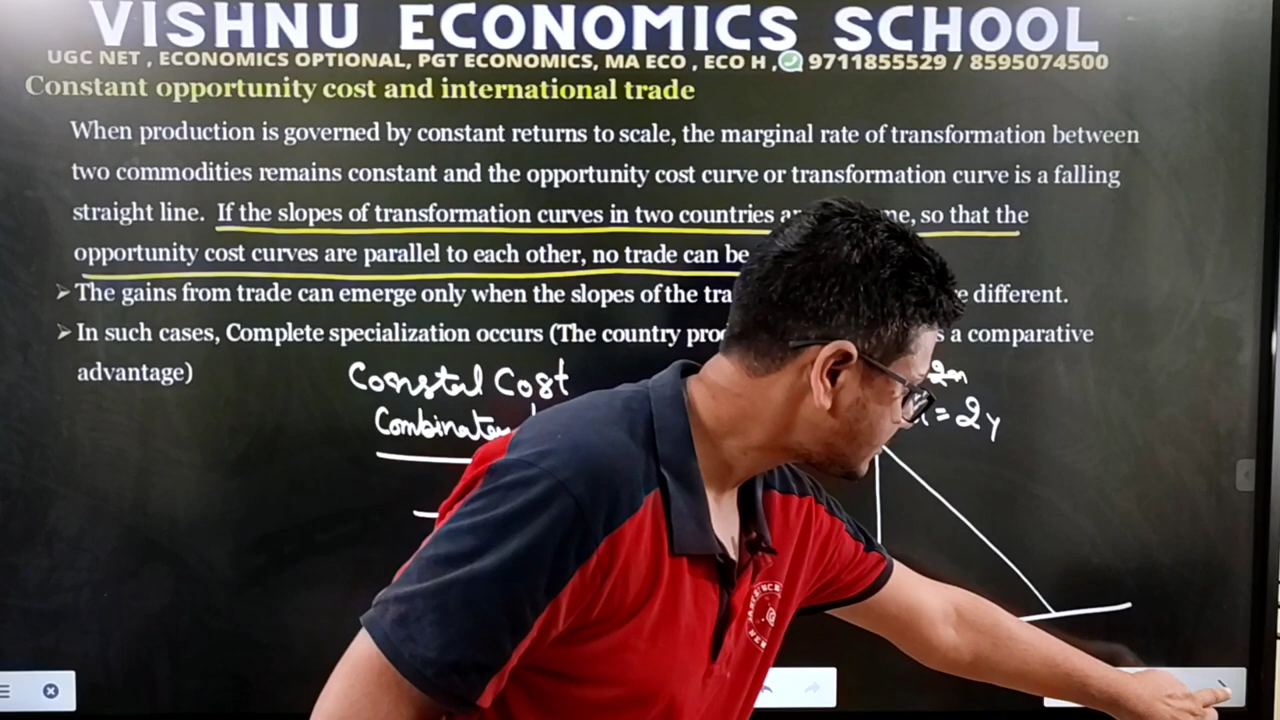 VISHNU ECONOMICS SCHOOL
UGC NET , ECONOMICS OPTIONAL, PGT ECONOMICS, MA ECO , ECO H , 9711855529 / 8595074500
Constant opportunity cost and international trade
When production is governed by constant returns to scale, the marginal rate of transformation between
two commodities remains constant and the opportunity cost curve or transformation curve is a falling
straight line. If the slopes of transformation curves in two countries so that the
opportunity cost curves are parallel to each other, no trade can be
The gains from trade can emerge only when the slopes of the different.
In such cases, Complete specialization occurs (The country a comparative
advantage)
Cost
= 2y